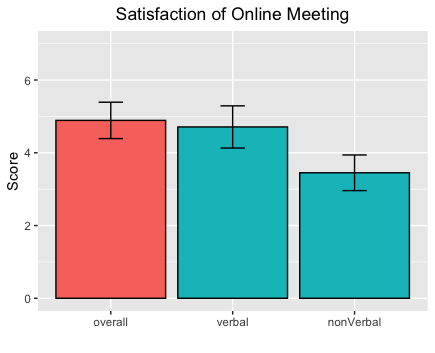 Satisfaction of Online Meeting
Score
6
4
2
0
overall
verbal
nonVerbal